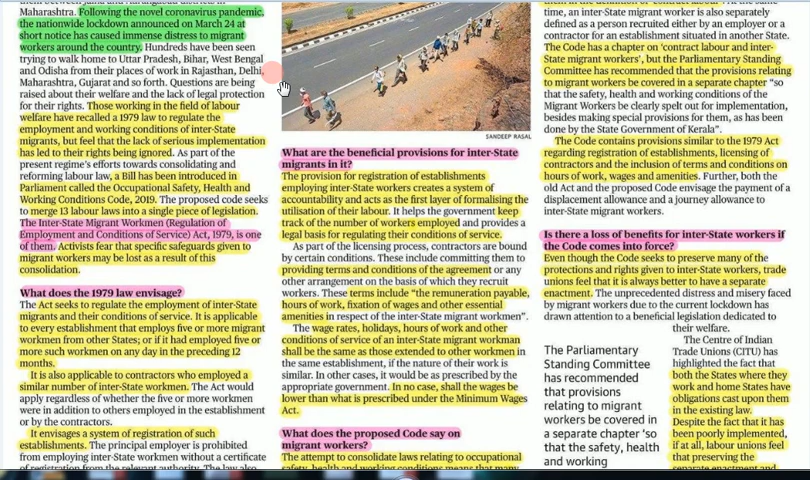 Maharashtra. Following the novel coronavirus pandemic,
the nationwide lockdown announced on March 24 at
short notice has caused immense distress to migrant
workers around the country. Hundreds have been seen
trying to walk home to Uttar Pradesh, Bihar, West Bengal
and Odisha from their places of work in Rajasthan, Delhi,
Maharashtra, Gujarat and so forth. Questions are being
raised about their welfare and the lack of legal protection
for their rights. Those working in the field of labour
welfare have recalled a 1979 law to regulate the
employment and working conditions of inter-State
migrants, but feel that the lack of serious implementation
has led to their rights being ignored. As part of the
present regime's efforts towards consolidating and
reforming labour law, a Bill has been introduced in
Parliament called the Occupational Safety, Health and
Working Conditions Code, 2019. The proposed code seeks
to merge 13 labour laws into a single piece of legislation.
The Inter-State Migrant Workmen (Regulation of
Employment and Conditions of Service) Act, 1979, is one
of them. Activists fear that specific safeguards given to
migrant workers may be lost as a result of this
consolidation.
What does the 1979 law envisage?
The Act seeks to regulate the employment of inter-State
migrants and their conditions of service. It is applicable
to every establishment that employs five or more migrant
workmen from other States; or if it had employed five or
more such workmen on any day in the preceding 12
months.
It is also applicable to contractors who employed a
similar number of inter-State workmen. The Act would
apply regardless of whether the five or more workmen
were in addition to others employed in the establishment
or by the contractors.
It envisages a system of registration of such
establishments. The principal employer is prohibited
from employing inter-State workmen without a certificate
of registration from the relevant authority. The law also
SANDEEP RASAL
What are the beneficial provisions for inter-State
migrants in it?
The provision for registration of establishments
employing inter-State workers creates a system of
accountability and acts as the first layer of formalising the
utilisation of their labour. It helps the government keep
track of the number of workers employed and provides a
legal basis for regulating their conditions of service.
As part of the licensing process, contractors are bound
by certain conditions. These include committing them to
providing terms and conditions of the agreement or any
other arrangement on the basis of which they recruit
workers. These terms include "the remuneration payable,
hours of work, fixation of wages and other essential
amenities in respect of the inter-State migrant workmen".
The wage rates, holidays, hours of work and other
conditions of service of an inter-State migrant workman
shall be the same as those extended to other workmen in
the same establishment, if the nature of their work is
similar. In other cases, it would be as prescribed by the
appropriate government. In no case, shall the wages be
lower than what is prescribed under the Minimum Wages
Act.
What does the proposed Code say on
migrant workers?
The attempt to consolidate laws relating to occupational
safety, health and working conditions means that many
time, an inter-State migrant worker is also separately
defined as a person recruited either by an employer or a
contractor for an establishment situated in another State.
The Code has a chapter on 'contract labour and inter-
State workers', but the Parliamentary Standing
Committee has recommended that the provisions relating
to migrant workers be covered in a separate chapter "so
that the safety, health and working conditions of the
Migrant Workers be clearly spelt out for implementation,
besides making special provisions for them, as has been
done by the State Government of Kerala".
The Code contains provisions similar to the 1979 Act
regarding registration of establishments, licensing of
contractors and the inclusion of terms and conditions on
hours of work, wages and amenities. Further, both the
old Act and the proposed Code envisage the payment of a
displacement allowance and a journey allowance to
inter-State migrant workers.
Is there a loss of benefits for inter-State workers if
the Code comes into force?
Even though the Code seeks to preserve many of the
protections and rights given to inter-State workers, trade
unions feel that it is always better to have a separate
enactment. The unprecedented distress and misery faced
by migrant workers due to the current lockdown has
drawn attention to a beneficial legislation dedicated to
their welfare.
The Centre of Indian
Trade Unions (CITU) has
highlighted the fact that
both the States where they
work and home States have
obligations cast upon them
in the existing law.
Despite the fact that it has
been poorly implemented,
if at all, labour unions feel
that preserving the
separate enactment and
The Parliamentary
Standing Committee
has recommended
that provisions
relating to migrant
workers be covered in
a separate chapter 'so
that the safety, health
and working